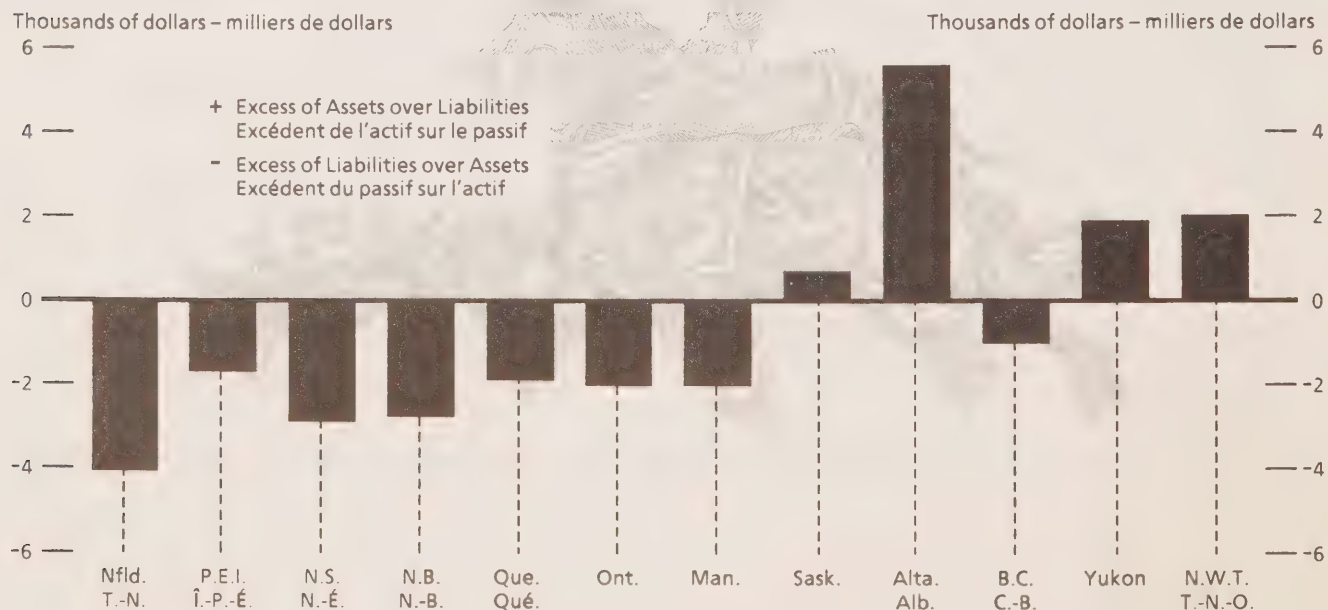 Thousands of dollars – milliers de dollars
Thousands of dollars – milliers de dollars
6
6
+ Excess of Assets over Liabilities
Excédent de l'actif sur le passif
4
4
- Excess of Liabilities over Assets
Excédent du passif sur l'actif
2
2
0
0
-2
-2
-4
-4
-6
-6
Nfld. P.E.I. N.S. N.B. Que. Ont. Man. Sask. Alta. B.C. Yukon N.W.T.
T.-N. Î.-P.-É. N.-É. N.-B. Qué. Alb. C.-B. T.-N.-O.